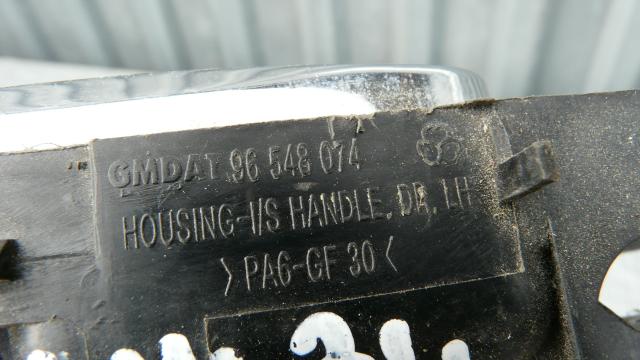 GMDAT 96 548 074
HOUSING-I/S HANDLE, DR, LH
>PA6-GF 30<